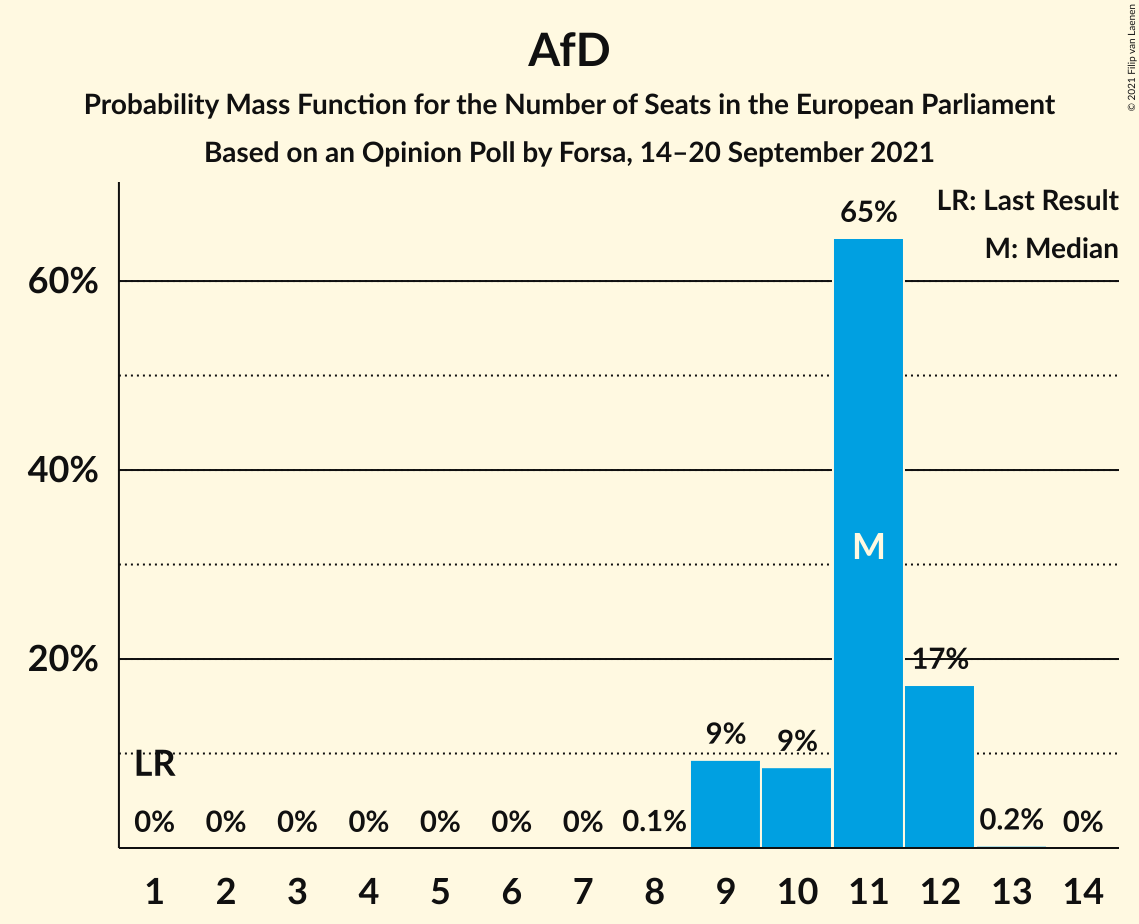 AfD
Probability Mass Function for the Number of Seats in the European Parliament
Based on an Opinion Poll by Forsa, 14–20 September 2021
© 2021 Filip van Laenen
LR: Last Result
M: Median
65%
60%
40%
M
20%
17%
9%
9%
LR
0%
0%
0%
0%
0%
0%
0%
0.1%
0.2%
0%
1 2 3 4 5 6 7 8 9 10 11 12 13 14